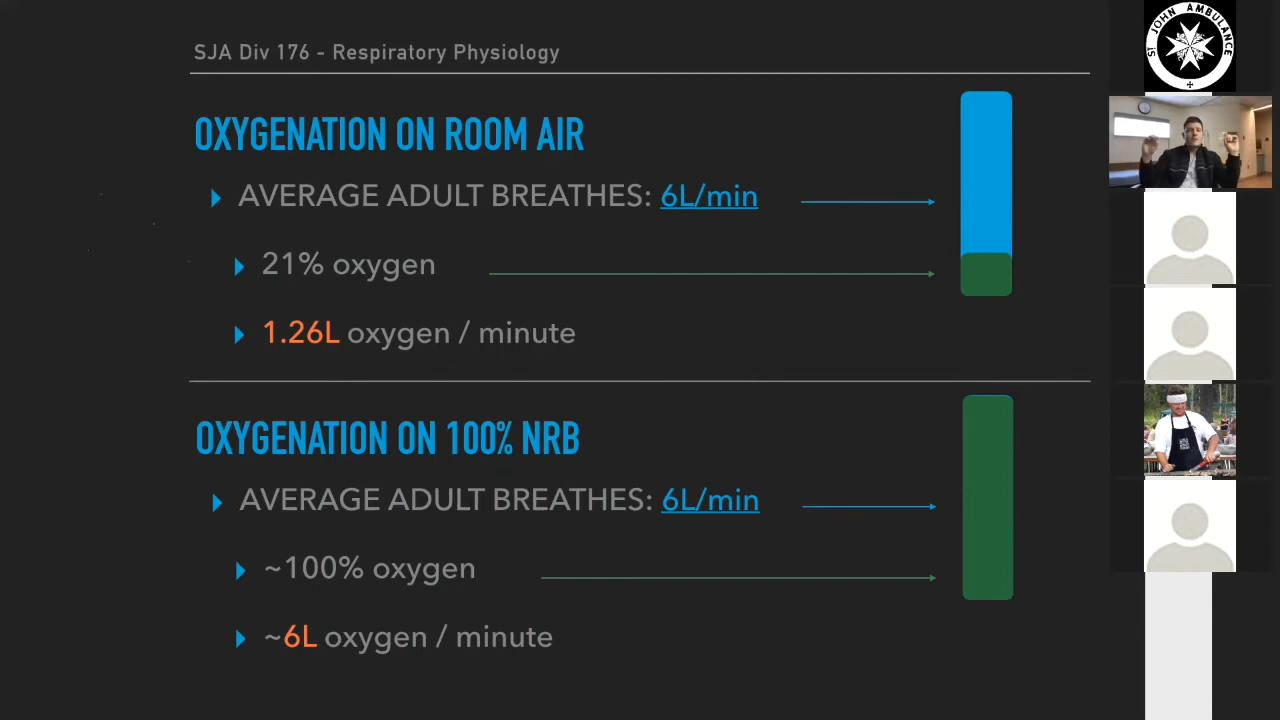 SJA Div 176 - Respiratory Physiology
OXYGENATION ON ROOM AIR
AVERAGE ADULT BREATHES: 6L/min
21% oxygen
1.26L oxygen / minute
OXYGENATION ON 100% NRB
AVERAGE ADULT BREATHES: 6L/min
~100% oxygen
~6L oxygen / minute
ST JOHN AMBULANCE